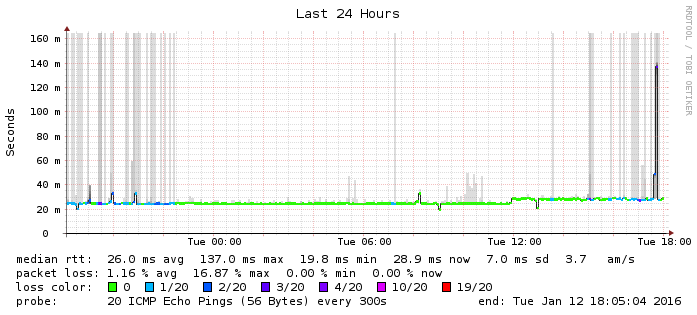 Last 24 Hours
RRDTOOL / TOBI OETIKER
Seconds
160 m
140 m
120 m
100 m
80 m
60 m
40 m
20 m
0
Tue 00:00 Tue 06:00 Tue 12:00 Tue 18:00
median rtt: 26.0 ms avg 137.0 ms max 19.8 ms min 28.9 ms now 7.0 ms sd 3.7 am/s
packet loss: 1.16 % avg 16.87 % max 0.00 % min 0.00 % now
loss color: 0 1/20 2/20 3/20 4/20 10/20 19/20
probe: 20 ICMP Echo Pings (56 Bytes) every 300s end: Tue Jan 12 18:05:04 2016